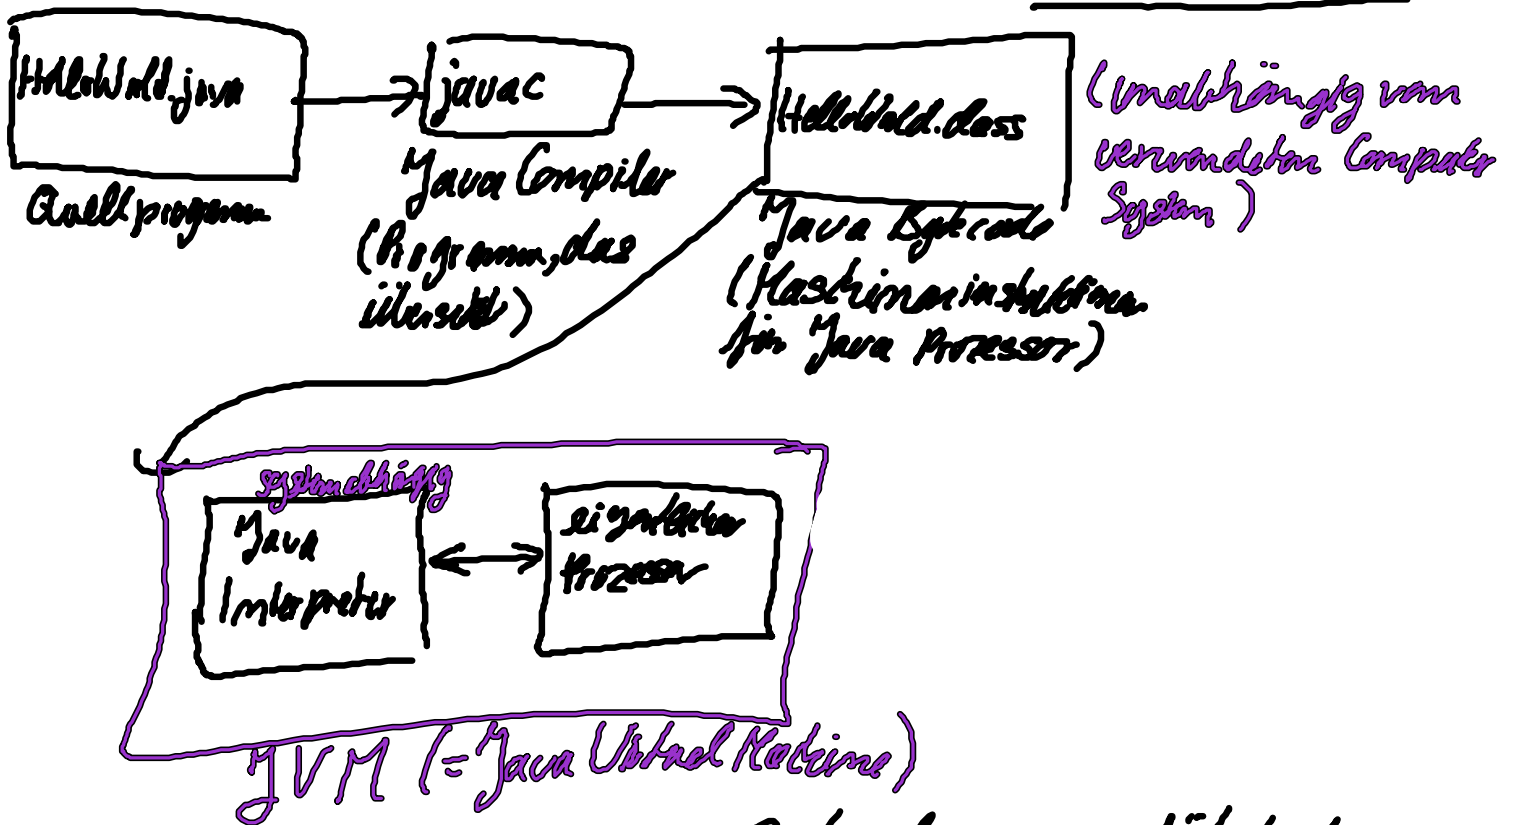 HelloWorld.java
Quellprogramm
javac
Java Compiler
(Programm, das
übersetzt)
HelloWorld.class
Java Bytecode
(Maschineninstruktionen
für Java Prozessor)
(unabhängig vom
verwendeten Computer
System)
systemabhängig
Java
Interpreter
eigentlicher
Prozessor
JVM (= Java Virtual Machine)